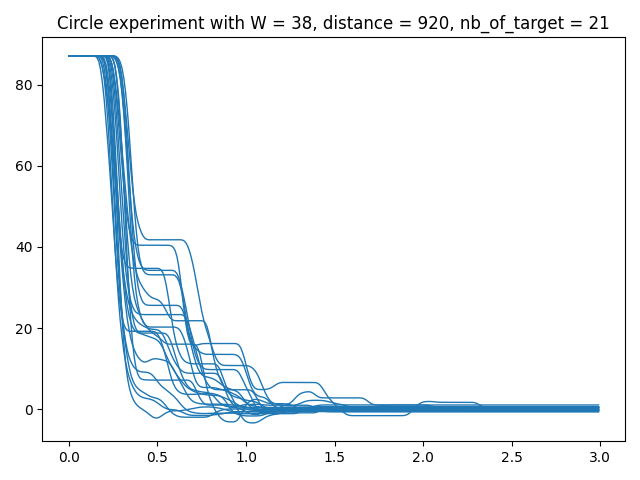 Circle experiment with W = 38, distance = 920, nb_of_target = 21
80
60
40
20
0
0.0 0.5 1.0 1.5 2.0 2.5 3.0